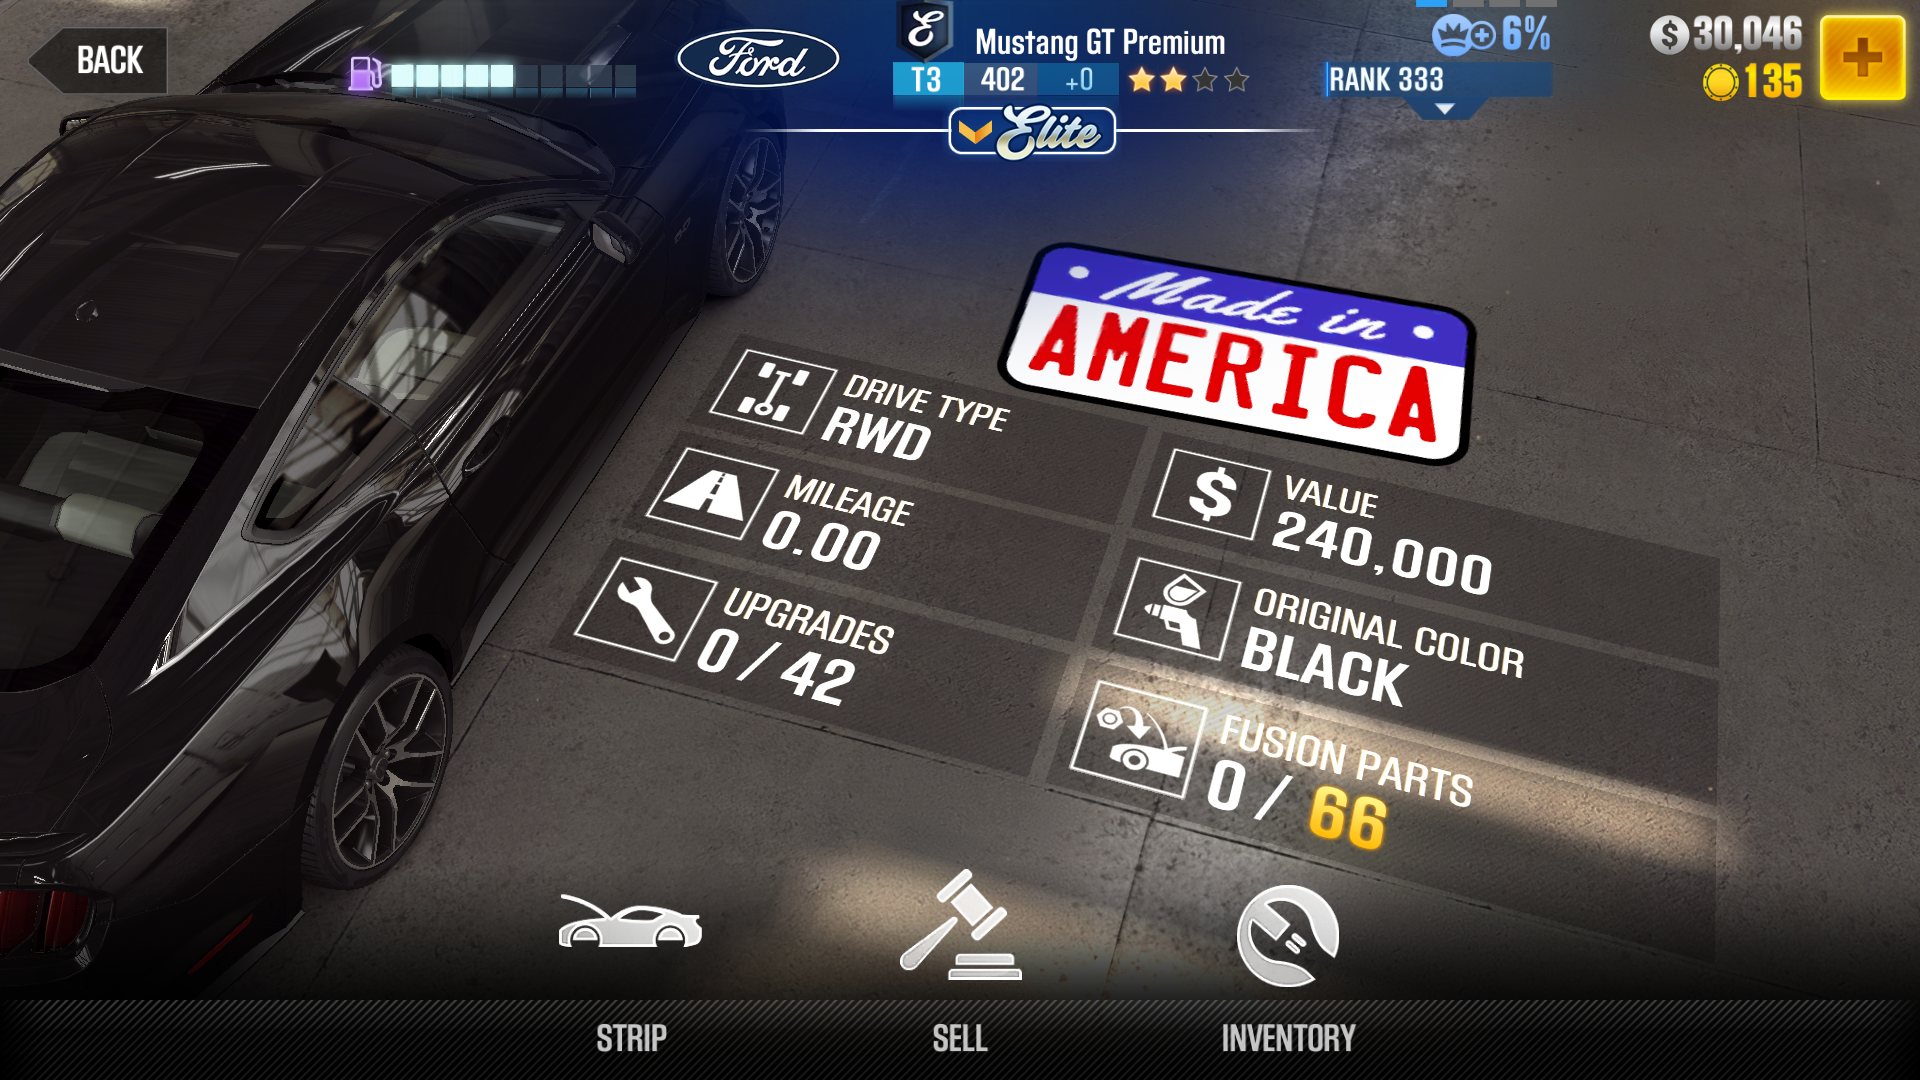 BACK
Ford
E
Mustang GT Premium
T3 402 +0
Elite
6%
RANK 333
30,046
135
Made in
AMERICA
DRIVE TYPE
RWD
MILEAGE
0.00
UPGRADES
0 / 42
VALUE
240,000
ORIGINAL COLOR
BLACK
FUSION PARTS
0 / 66
STRIP
SELL
INVENTORY